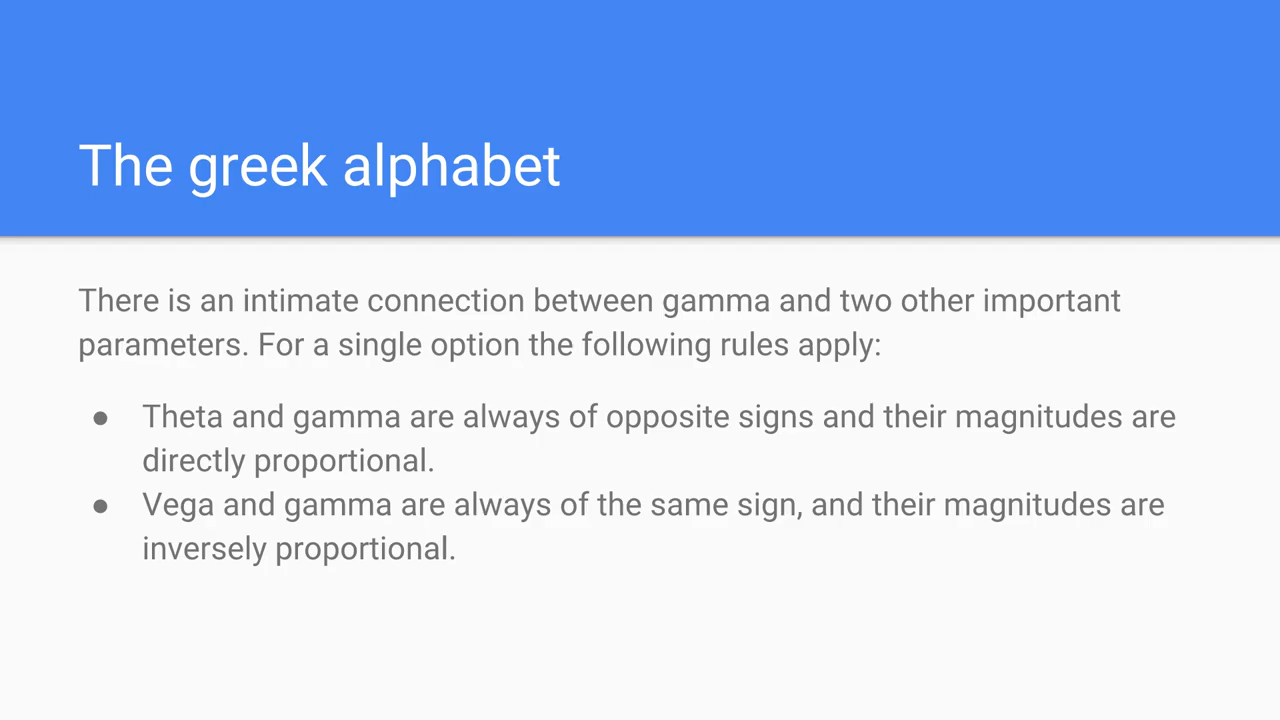 The greek alphabet
There is an intimate connection between gamma and two other important
parameters. For a single option the following rules apply:
● Theta and gamma are always of opposite signs and their magnitudes are
directly proportional.
● Vega and gamma are always of the same sign, and their magnitudes are
inversely proportional.